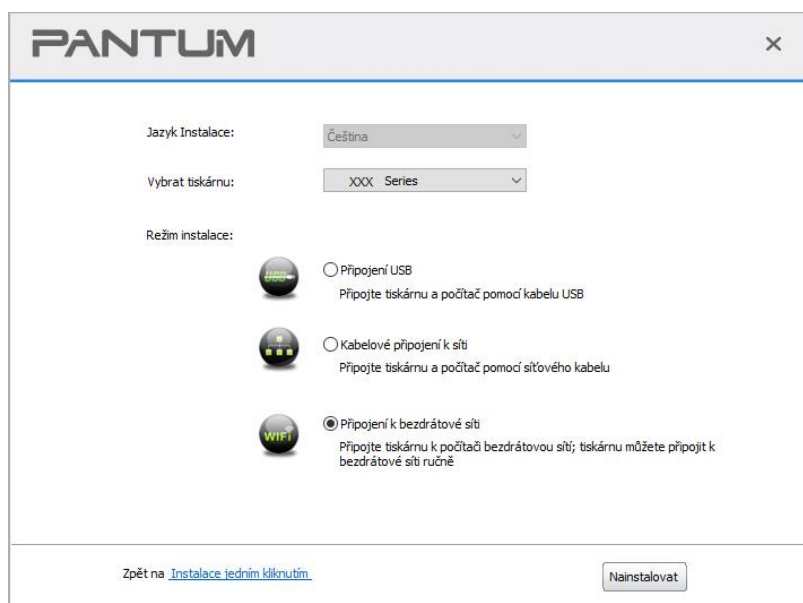 PANTUM
Jazyk Instalace: Čeština
Vybrat tiskárnu: XXX Series
Režim instalace:
USB
Připojení USB
Připojte tiskárnu a počítač pomocí kabelu USB
Kabelové připojení k síti
Připojte tiskárnu a počítač pomocí síťového kabelu
WiFi
Připojení k bezdrátové síti
Připojte tiskárnu k počítači bezdrátovou sítí; tiskárnu můžete připojit k
bezdrátové síti ručně
Zpět na Instalace jedním kliknutím Nainstalovat